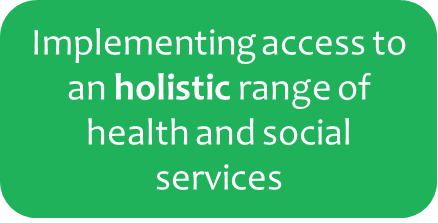 Implementing access to
an holistic range of
health and social
services